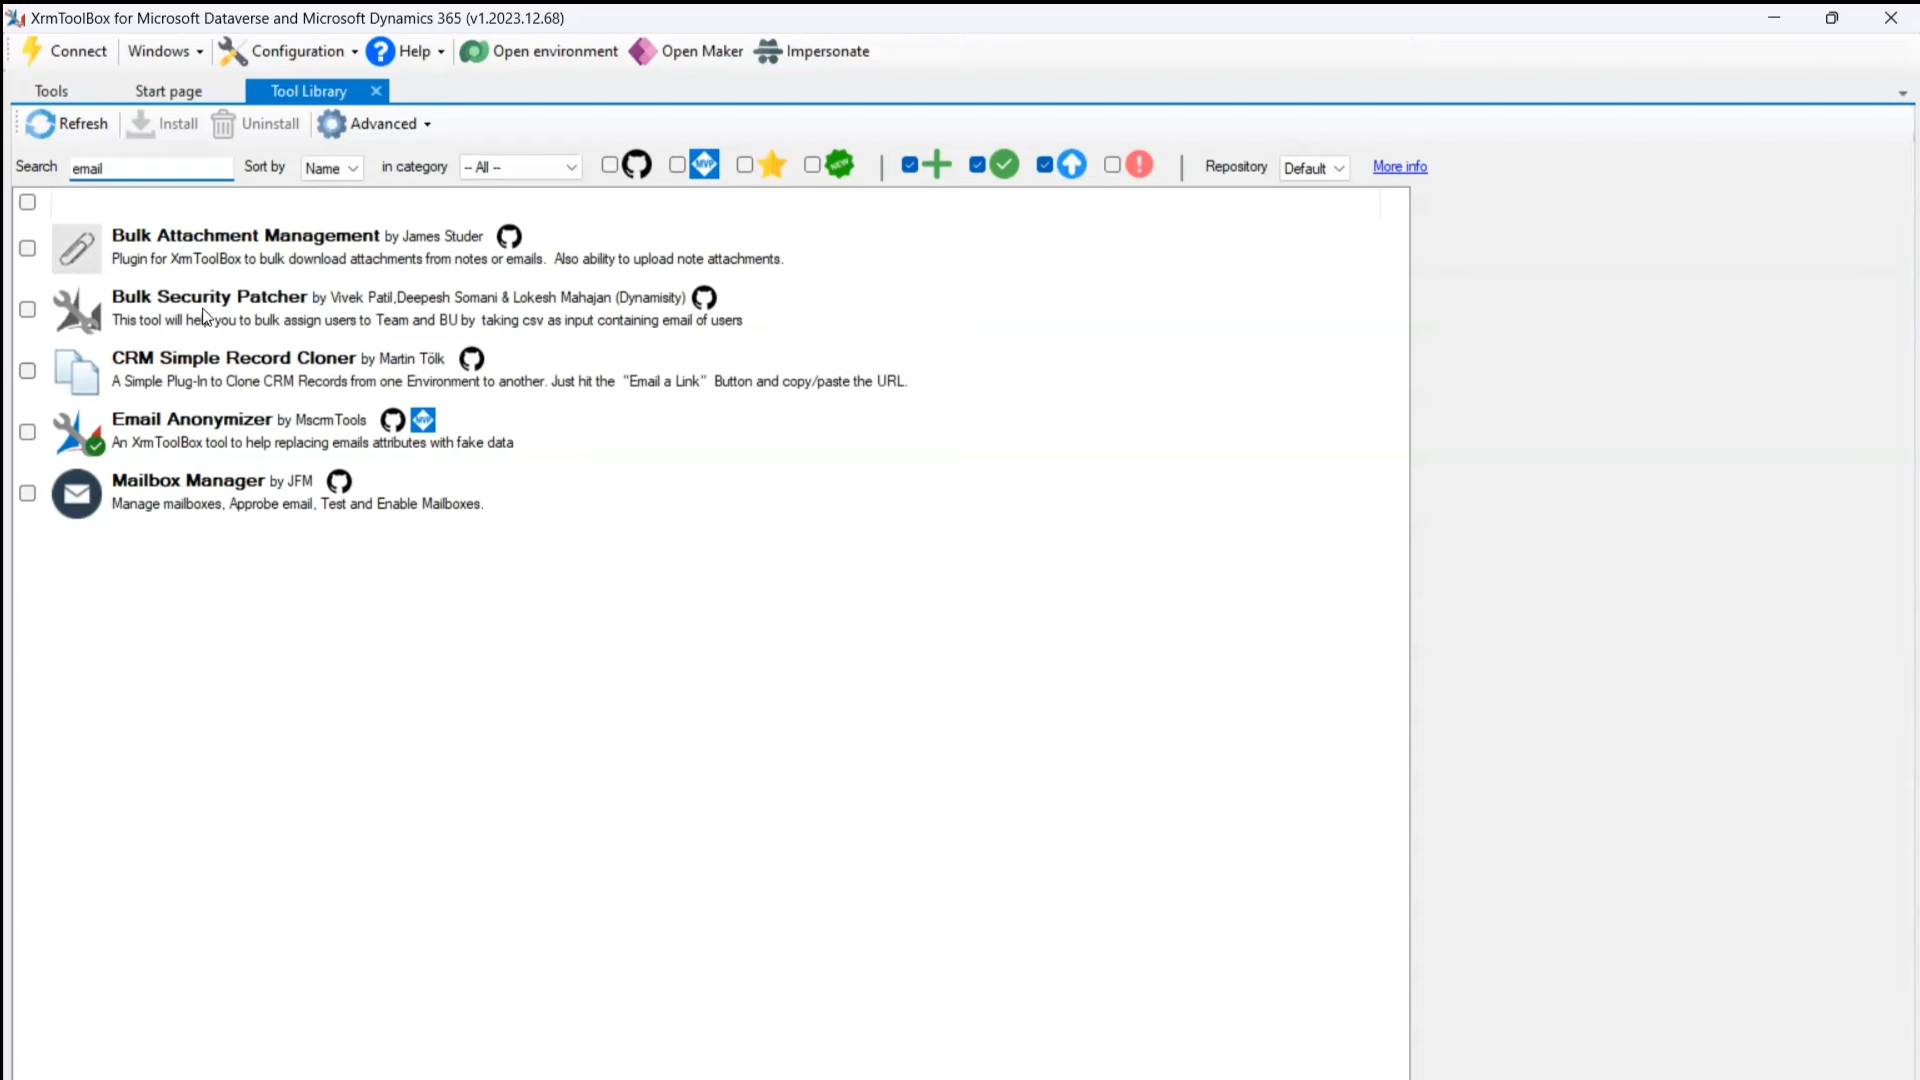 XrmToolBox for Microsoft Dataverse and Microsoft Dynamics 365 (v1.2023.12.68)
Connect Windows Configuration Help Open environment Open Maker Impersonate
Tools Start page Tool Library
Refresh Install Uninstall Advanced
Search email Sort by Name in category -- All -- MVP NEW Repository Default More info
Bulk Attachment Management by James Studer
Plugin for XrmToolBox to bulk download attachments from notes or emails. Also ability to upload note attachments.
Bulk Security Patcher by Vivek Patil,Deepesh Somani & Lokesh Mahajan (Dynamisity)
This tool will help you to bulk assign users to Team and BU by taking csv as input containing email of users
CRM Simple Record Cloner by Martin Tölk
A Simple Plug-In to Clone CRM Records from one Environment to another. Just hit the "Email a Link" Button and copy/paste the URL.
Email Anonymizer by MscrmTools MVP
An XrmToolBox tool to help replacing emails attributes with fake data
Mailbox Manager by JFM
Manage mailboxes, Approbe email, Test and Enable Mailboxes.